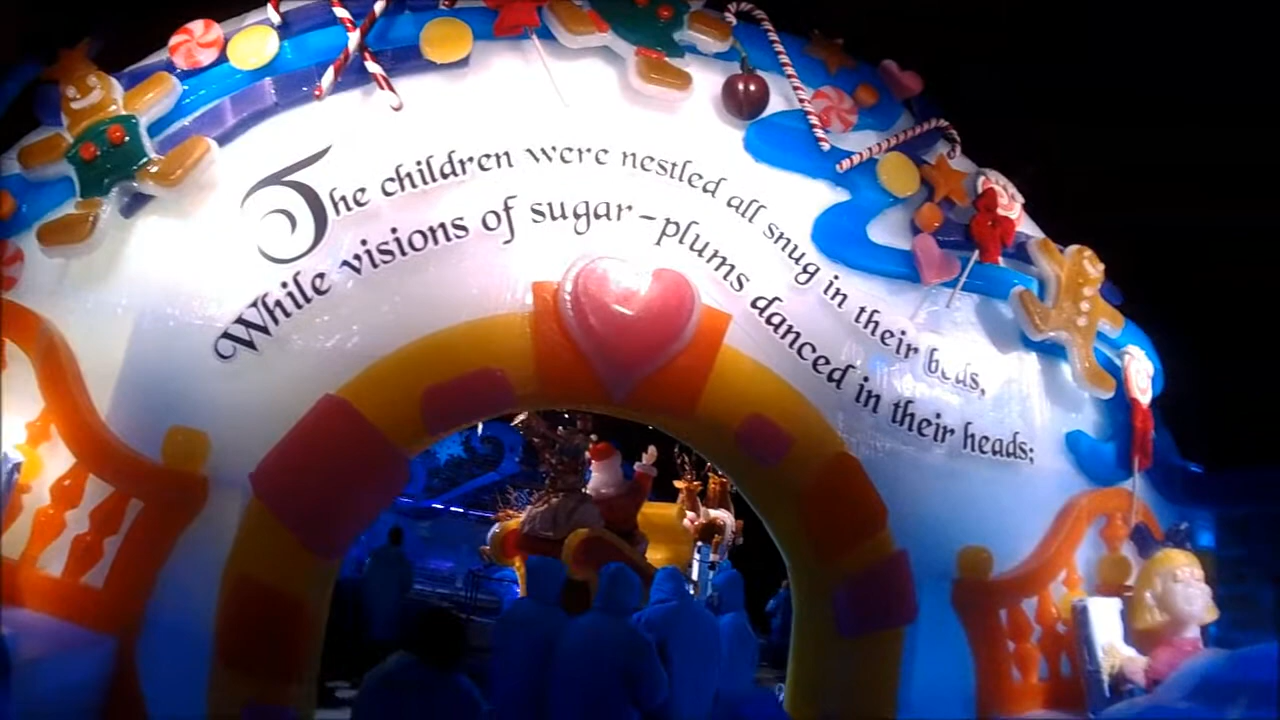 The children were nestled all snug in their beds,
While visions of sugar-plums danced in their heads;